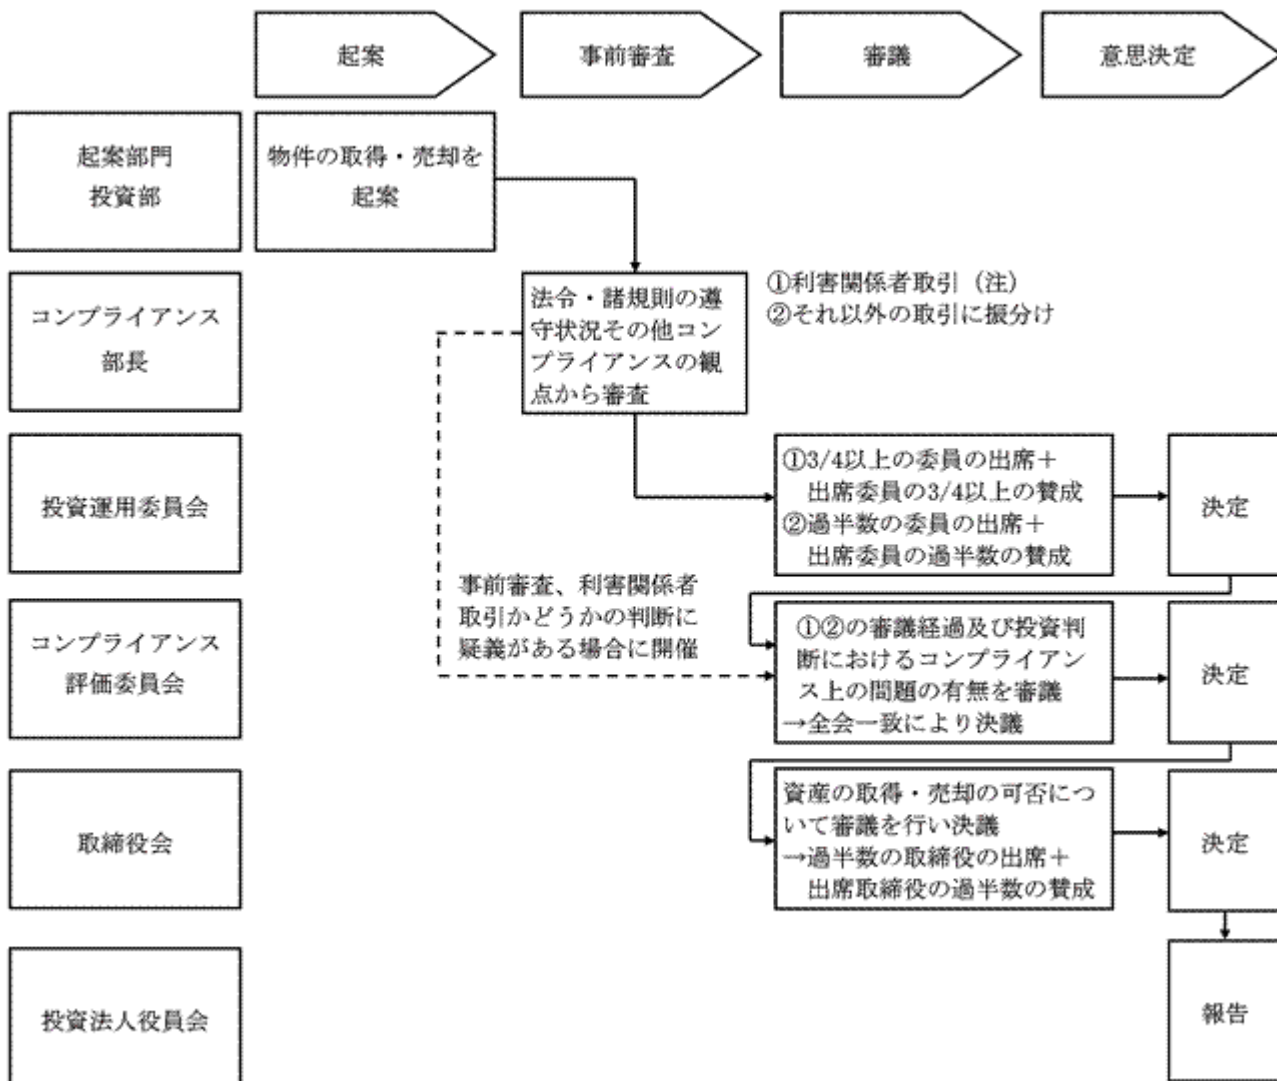 起案
事前審査
審議
意思決定
起案部門
投資部
物件の取得・売却を
起案
コンプライアンス
部長
法令・諸規則の遵
守状況その他コン
プライアンスの観
点から審査
①利害関係者取引（注）
②それ以外の取引に振分け
投資運用委員会
①3/4以上の委員の出席＋
出席委員の3/4以上の賛成
②過半数の委員の出席＋
出席委員の過半数の賛成
決定
事前審査、利害関係者
取引かどうかの判断に
疑義がある場合に開催
コンプライアンス
評価委員会
①②の審議経過及び投資判
断におけるコンプライアン
ス上の問題の有無を審議
→全会一致により決議
決定
取締役会
資産の取得・売却の可否につ
いて審議を行い決議
→過半数の取締役の出席＋
出席取締役の過半数の賛成
決定
投資法人役員会
報告